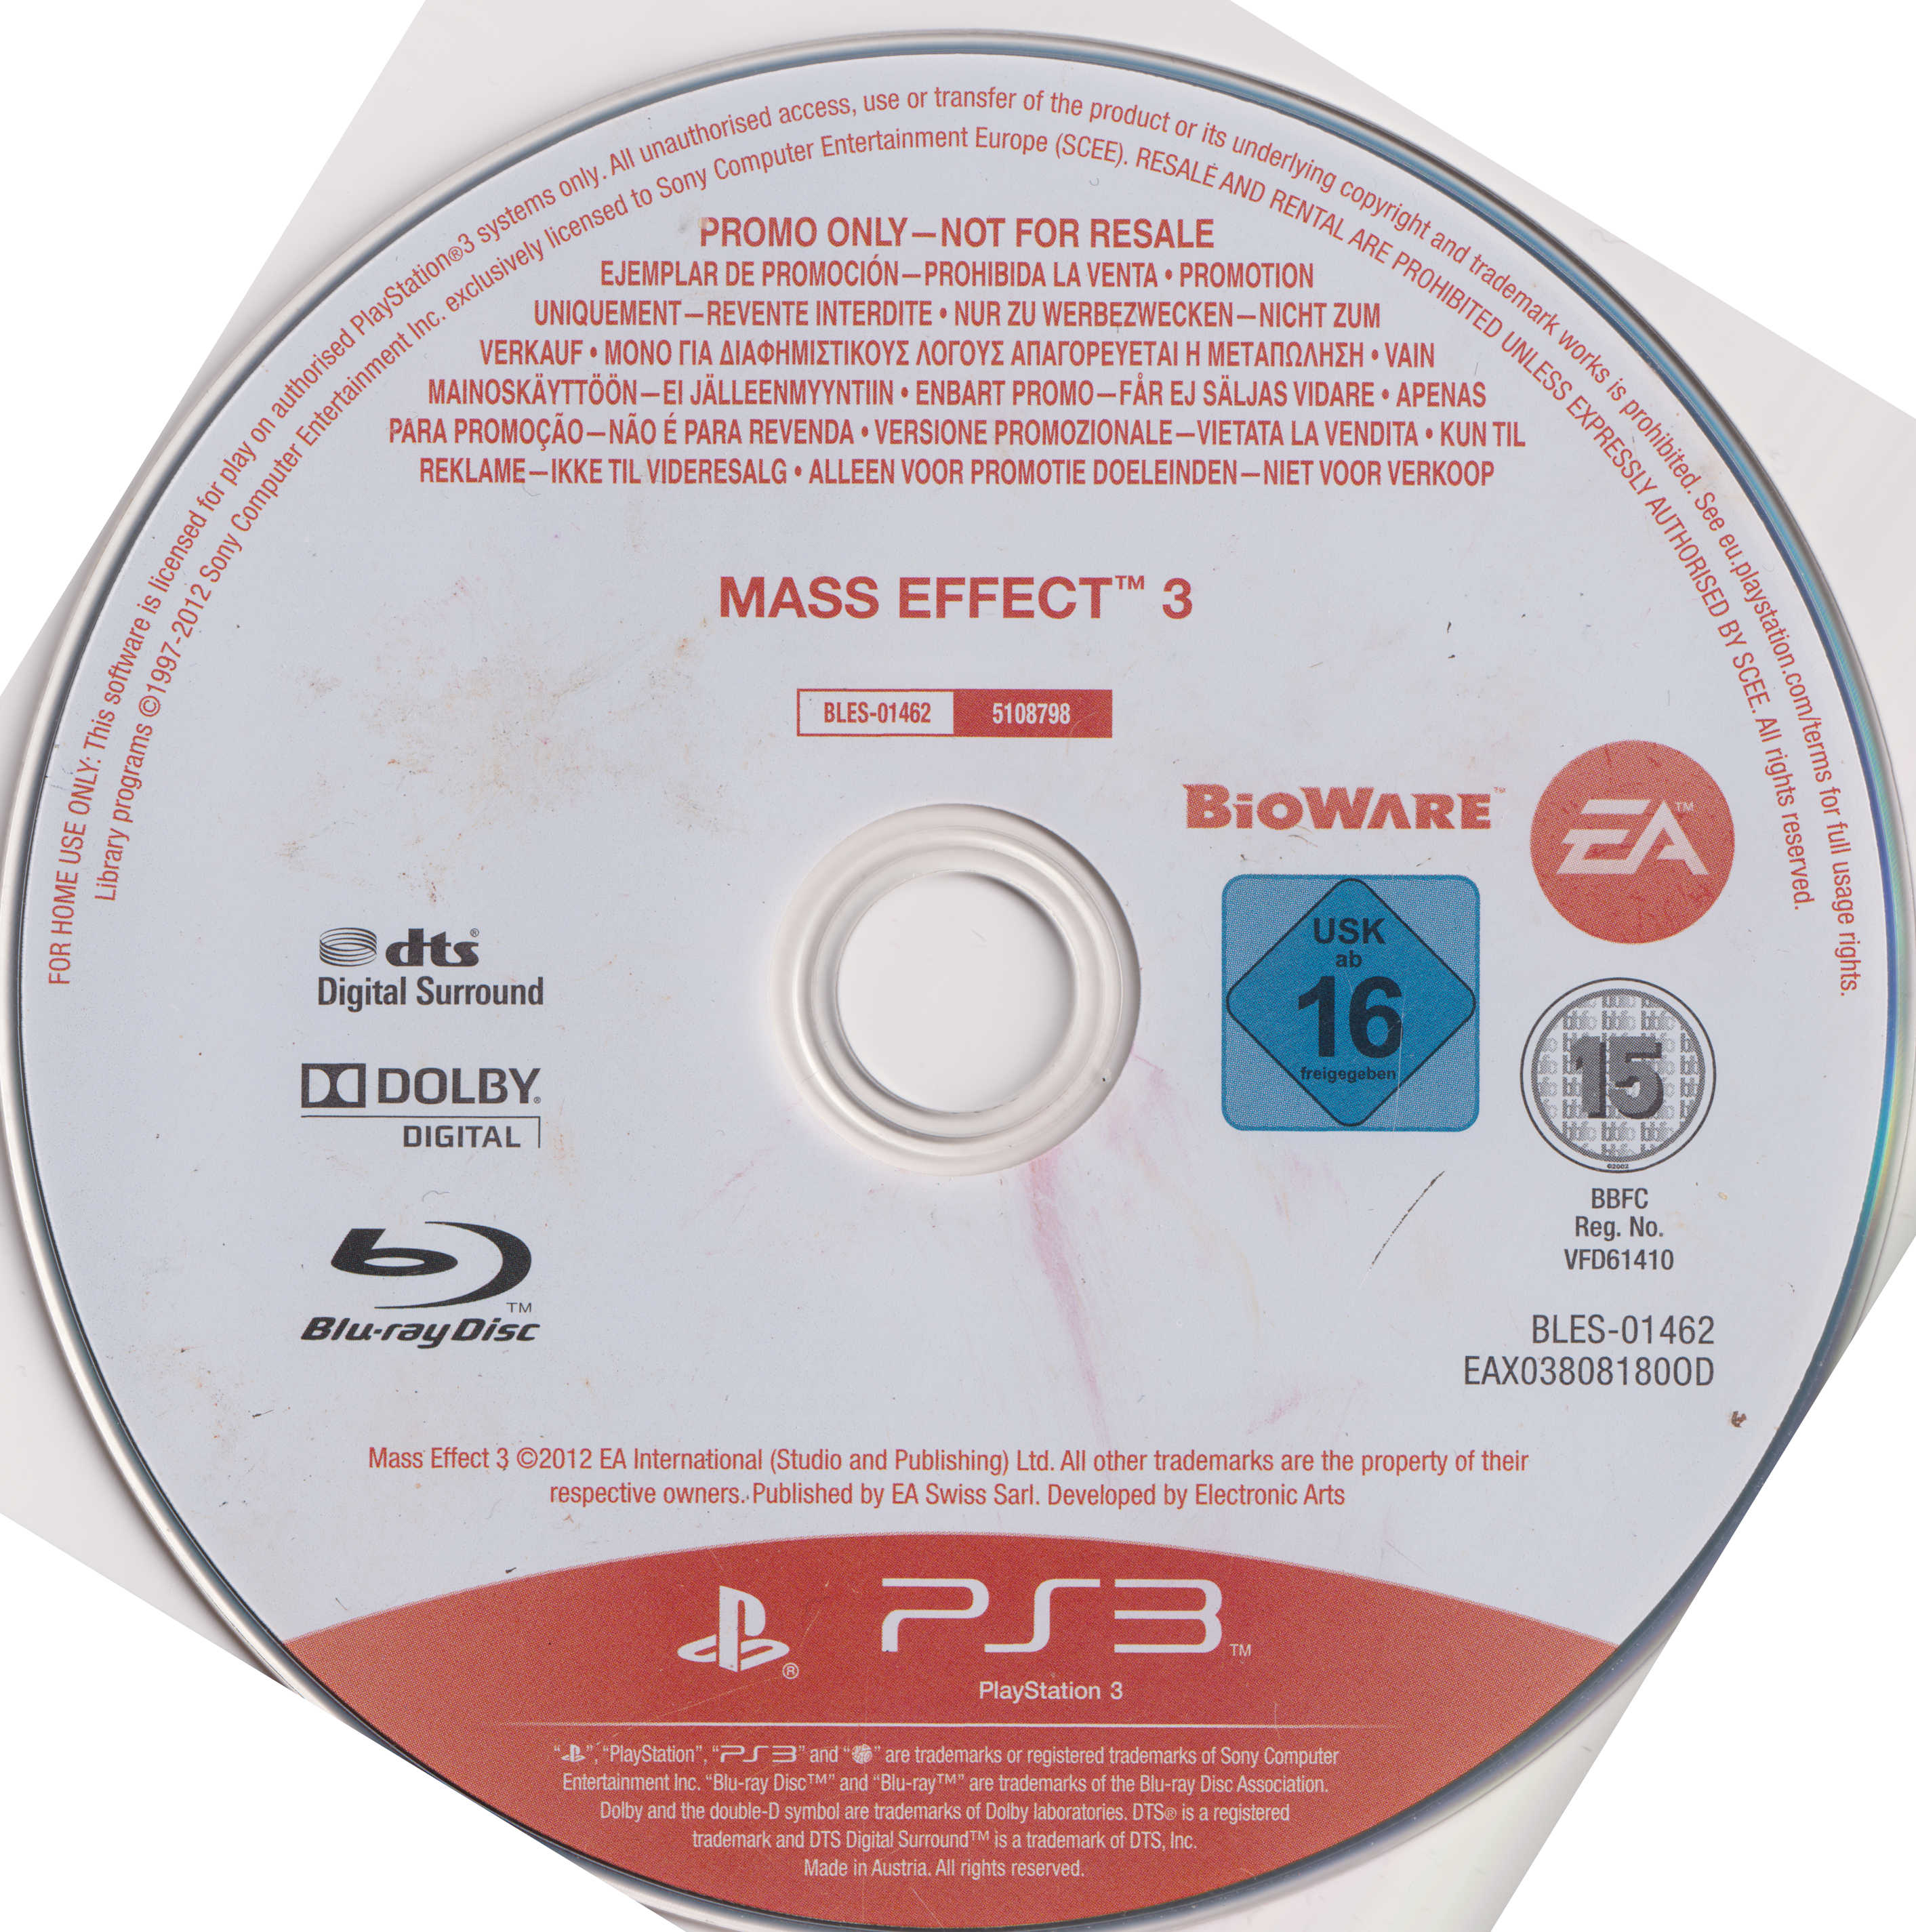 FOR HOME USE ONLY: This software is licensed for play on authorised PlayStation®3 systems only. All unauthorised access, use or transfer of the product or its underlying copyright and trademark works is prohibited. See eu.playstation.com/terms for full usage rights.
Library programs ©1997-2012 Sony Computer Entertainment Inc. exclusively licensed to Sony Computer Entertainment Europe (SCEE). RESALE AND RENTAL ARE PROHIBITED UNLESS EXPRESSLY AUTHORISED BY SCEE. All rights reserved.
PROMO ONLY—NOT FOR RESALE
EJEMPLAR DE PROMOCIÓN—PROHIBIDA LA VENTA • PROMOTION
UNIQUEMENT—REVENTE INTERDITE • NUR ZU WERBEZWECKEN—NICHT ZUM
VERKAUF • ΜΟΝΟ ΓΙΑ ΔΙΑΦΗΜΙΣΤΙΚΟΥΣ ΛΟΓΟΥΣ ΑΠΑΓΟΡΕΥΕΤΑΙ Η ΜΕΤΑΠΩΛΗΣΗ • VAIN
MAINOSKÄYTTÖÖN—EI JÄLLEENMYYNTIIN • ENBART PROMO—FÅR EJ SÄLJAS VIDARE • APENAS
PARA PROMOÇÃO—NÃO É PARA REVENDA • VERSIONE PROMOZIONALE—VIETATA LA VENDITA • KUN TIL
REKLAME—IKKE TIL VIDERESALG • ALLEEN VOOR PROMOTIE DOELEINDEN—NIET VOOR VERKOOP
MASS EFFECT™ 3
BLES-01462 5108798
BIOWARE™
EA™
dts®
Digital Surround
DOLBY®
DIGITAL
Blu-ray Disc™
USK
ab
16
freigegeben
bbfc
15
©2002
BBFC
Reg. No.
VFD61410
BLES-01462
EAX03808180OD
Mass Effect 3 ©2012 EA International (Studio and Publishing) Ltd. All other trademarks are the property of their
respective owners. Published by EA Swiss Sarl. Developed by Electronic Arts
PS3™
PlayStation 3
“ ”, “PlayStation”, “PS3” and “ ” are trademarks or registered trademarks of Sony Computer
Entertainment Inc. “Blu-ray Disc™” and “Blu-ray™” are trademarks of the Blu-ray Disc Association.
Dolby and the double-D symbol are trademarks of Dolby laboratories. DTS® is a registered
trademark and DTS Digital Surround™ is a trademark of DTS, Inc.
Made in Austria. All rights reserved.